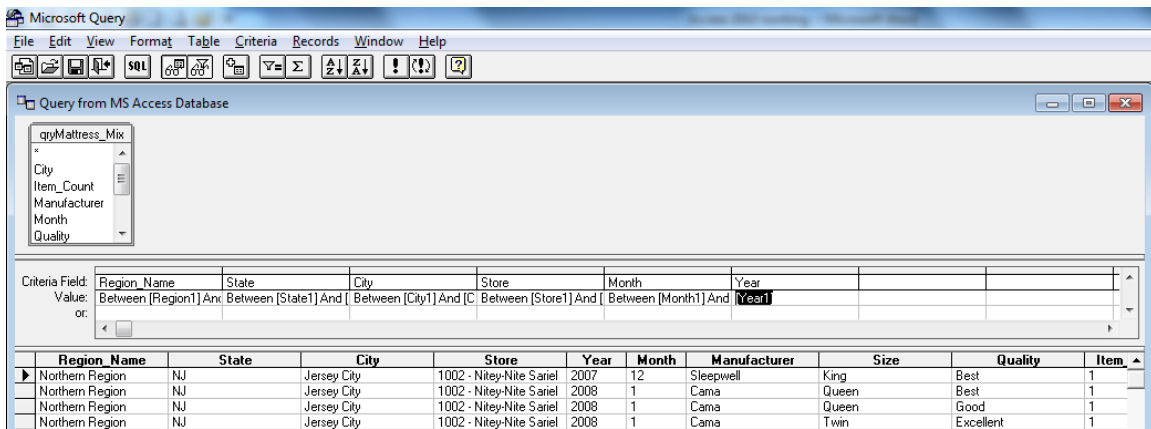 Microsoft Query
File Edit View Format Table Criteria Records Window Help
SQL
Query from MS Access Database
qryMattress_Mix
*
City
Item_Count
Manufacturer
Month
Quality
Criteria Field: Region_Name State City Store Month Year
Value: Between [Region1] And Between [State1] And [ Between [City1] And [C Between [Store1] And [ Between [Month1] And [Year1]
or:
Region_Name State City Store Year Month Manufacturer Size Quality Item_
Northern Region NJ Jersey City 1002 - Nitey-Nite Sariel 2007 12 Sleepwell King Best 1
Northern Region NJ Jersey City 1002 - Nitey-Nite Sariel 2008 1 Cama Queen Best 1
Northern Region NJ Jersey City 1002 - Nitey-Nite Sariel 2008 1 Cama Queen Good 1
Northern Region NJ Jersey City 1002 - Nitey-Nite Sariel 2008 1 Cama Twin Excellent 1